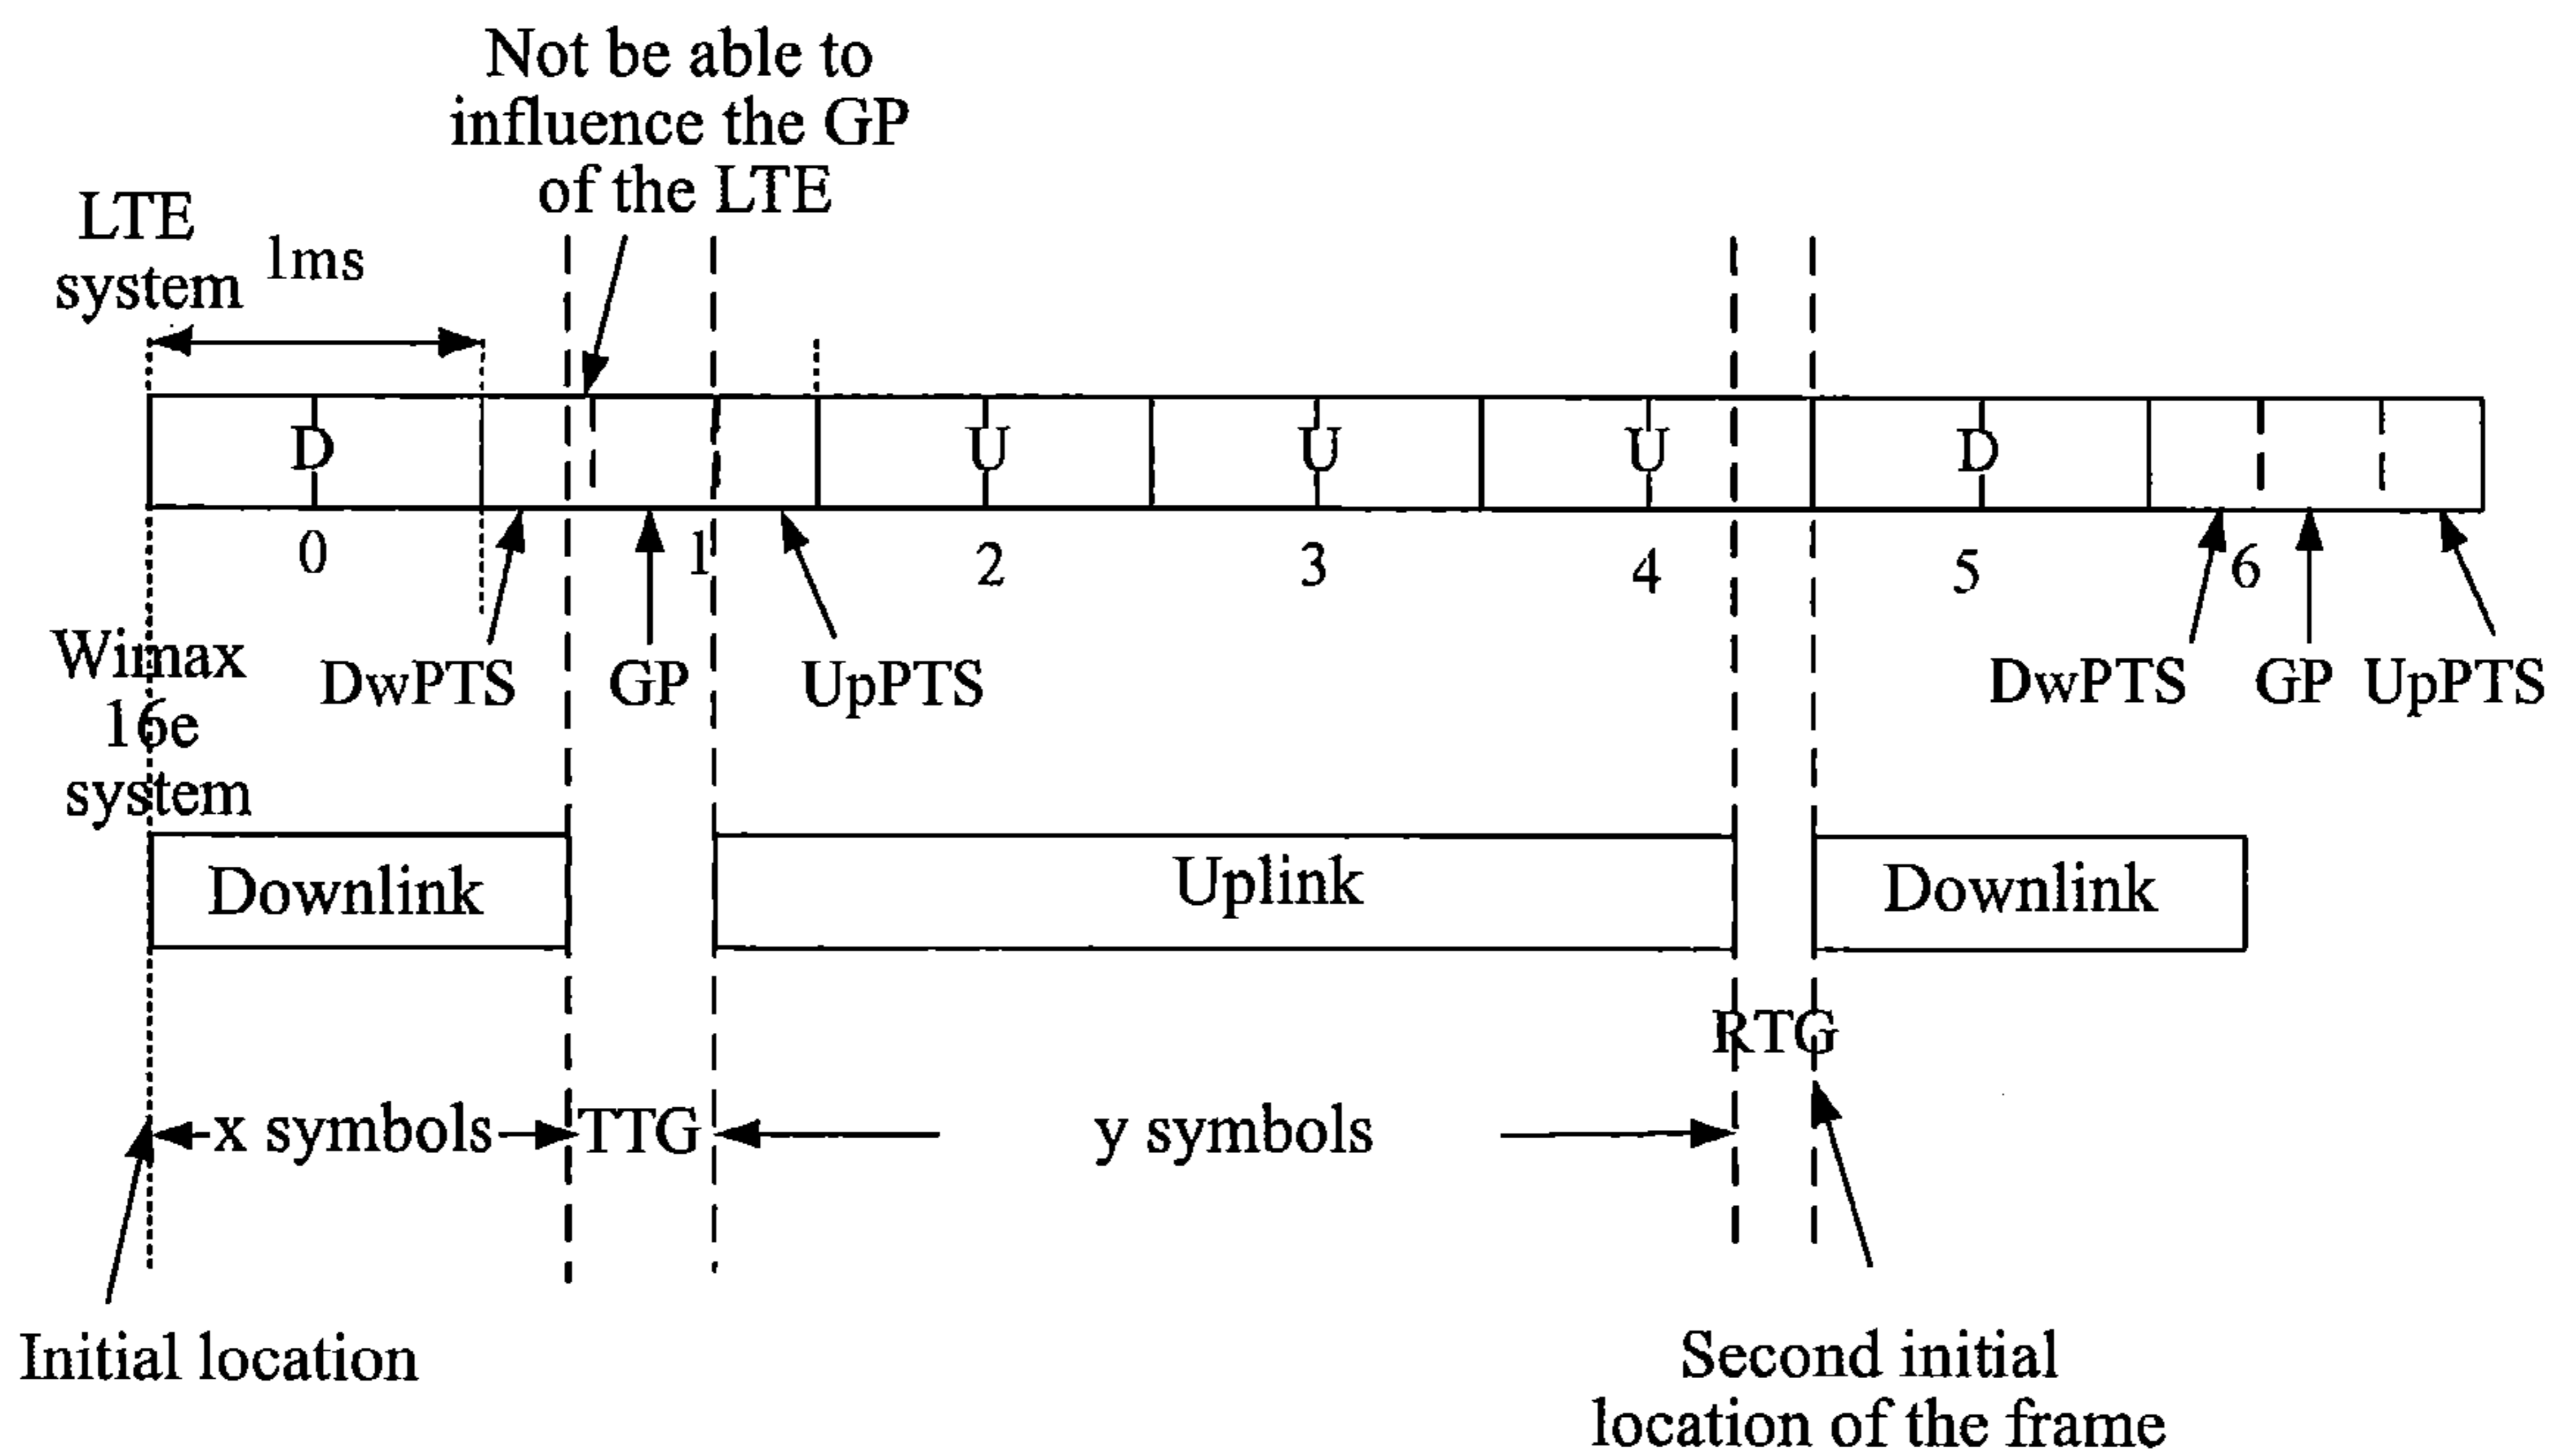 Not be able to
influence the GP
of the LTE
LTE
system
1ms
D
U
U
U
D
0
1
2
3
4
5
6
DwPTS
GP
UpPTS
DwPTS
GP
UpPTS
Wimax
16e
system
Downlink
Uplink
Downlink
RTG
x symbols
TTG
y symbols
Initial location
Second initial
location of the frame